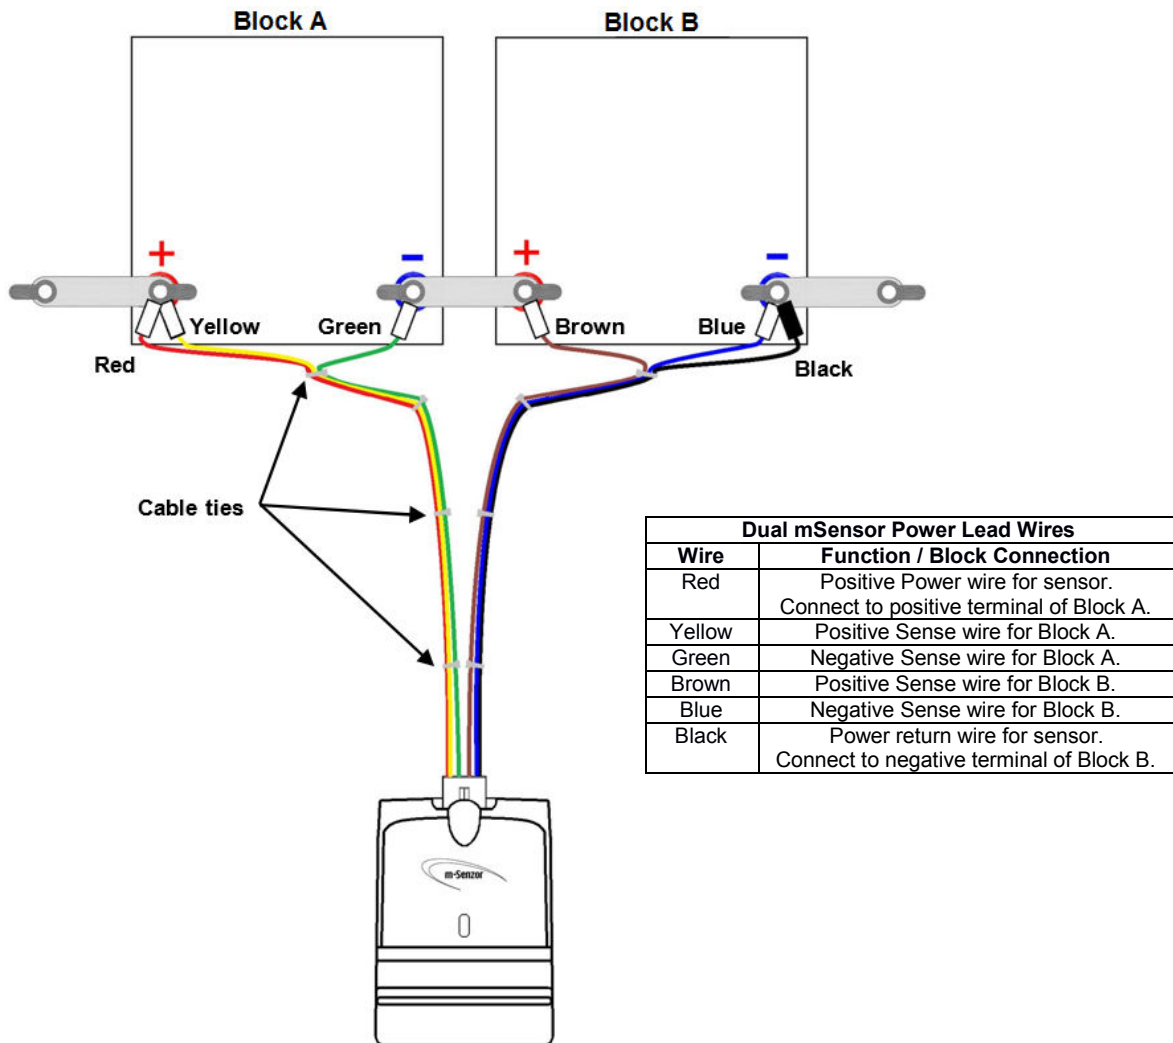 Block A
Block B
+
-
+
-
Yellow
Green
Brown
Blue
Red
Black
Cable ties
Dual mSensor Power Lead Wires
Wire Function / Block Connection
Red Positive Power wire for sensor.
Connect to positive terminal of Block A.
Yellow Positive Sense wire for Block A.
Green Negative Sense wire for Block A.
Brown Positive Sense wire for Block B.
Blue Negative Sense wire for Block B.
Black Power return wire for sensor.
Connect to negative terminal of Block B.
m-Senzor